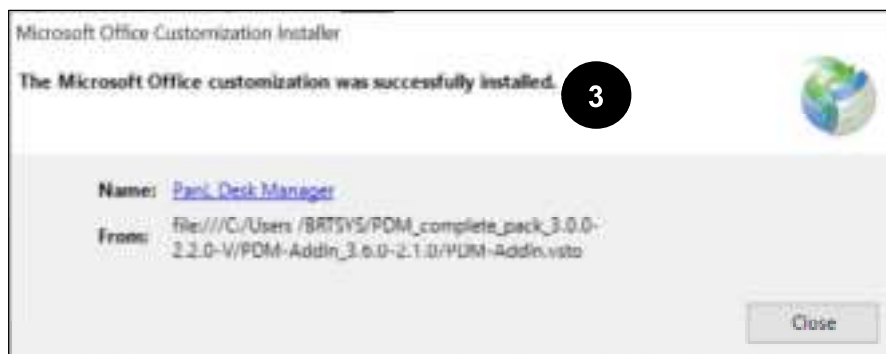 Microsoft Office Customization Installer
The Microsoft Office customization was successfully installed.
3
Name: PanL Desk Manager
From: file:///C:/Users /BRTSYS/PDM_complete_pack_3.0.0-
2.2.0-V/PDM-AddIn_3.6.0-2.1.0/PDM-AddIn.vsto
Close